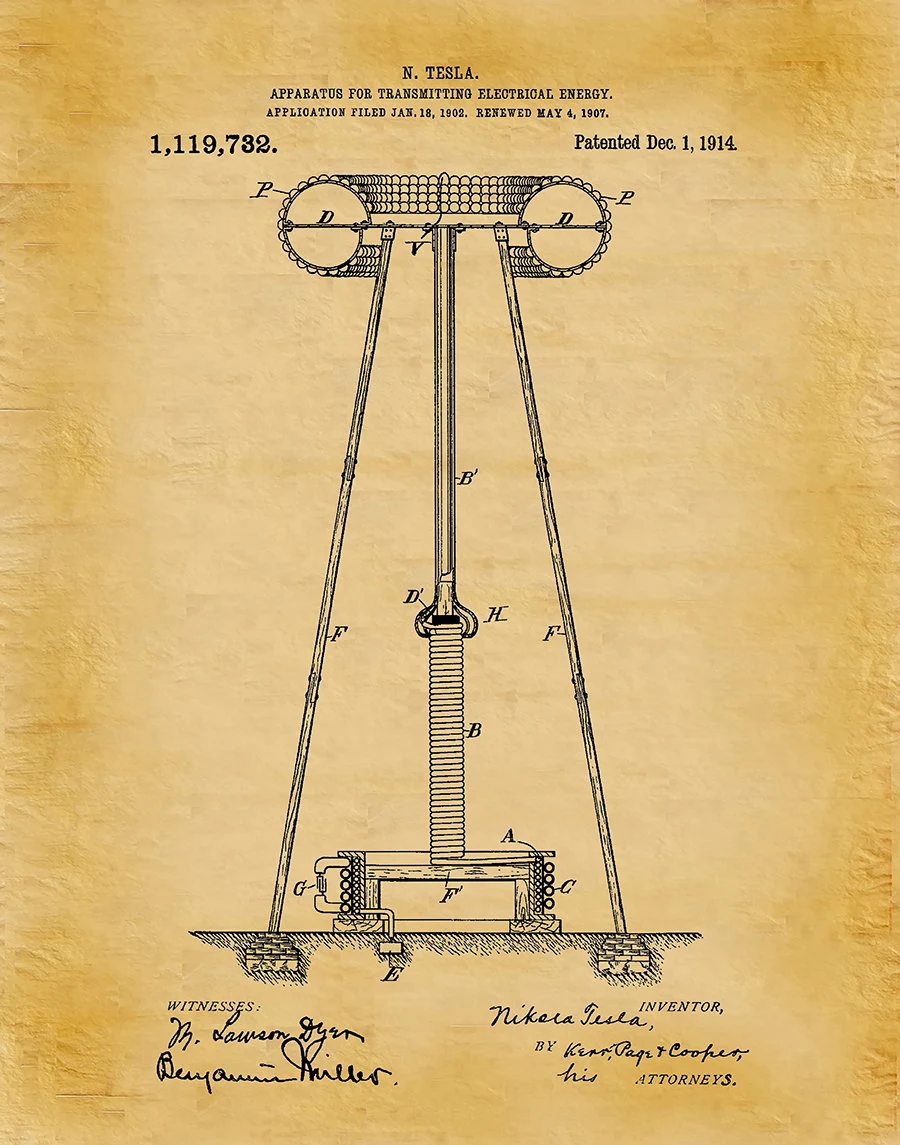 N. TESLA.
APPARATUS FOR TRANSMITTING ELECTRICAL ENERGY.
APPLICATION FILED JAN. 18, 1902. RENEWED MAY 4, 1907.
1,119,732. Patented Dec. 1, 1914.
P P
D D
V
B'
D' H
F F
B
A
G C
F'
E
WITNESSES: INVENTOR,
M. Lawson Dyer Nikola Tesla,
Benjamin Miller. BY Kerr, Page & Cooper,
his ATTORNEYS.